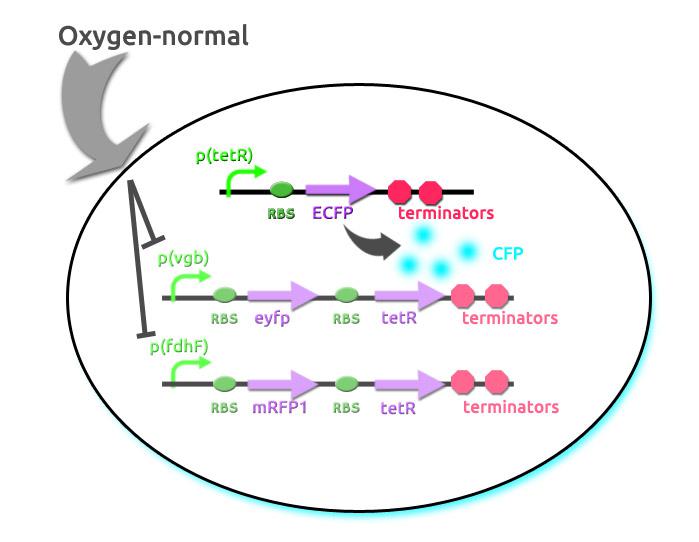 Oxygen-normal
p(tetR)
RBS ECFP terminators
CFP
p(vgb)
RBS eyfp RBS tetR terminators
p(fdhF)
RBS mRFP1 RBS tetR terminators